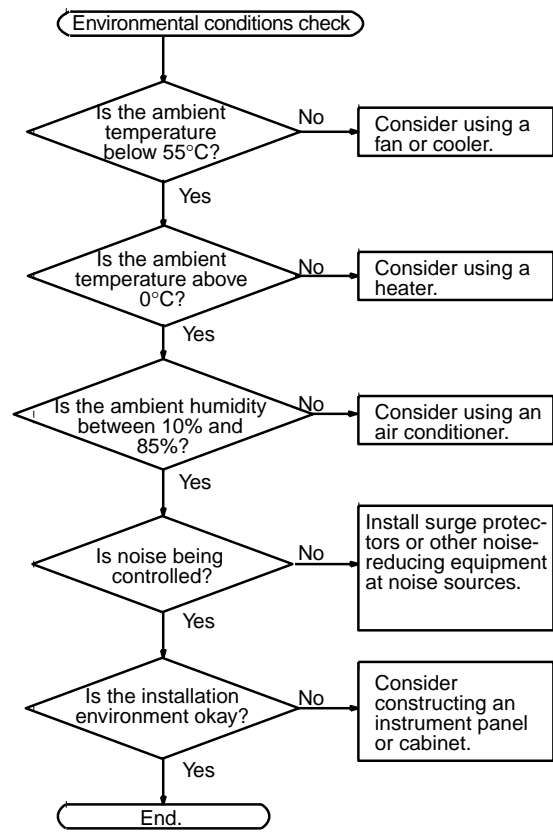 Environmental conditions check
Is the ambient
temperature
below 55°C?
No
Consider using a
fan or cooler.
Yes
Is the ambient
temperature above
0°C?
No
Consider using a
heater.
Yes
Is the ambient humidity
between 10% and
85%?
No
Consider using an
air conditioner.
Yes
Is noise being
controlled?
No
Install surge protec-
tors or other noise-
reducing equipment
at noise sources.
Yes
Is the installation
environment okay?
No
Consider
constructing an
instrument panel
or cabinet.
Yes
End.